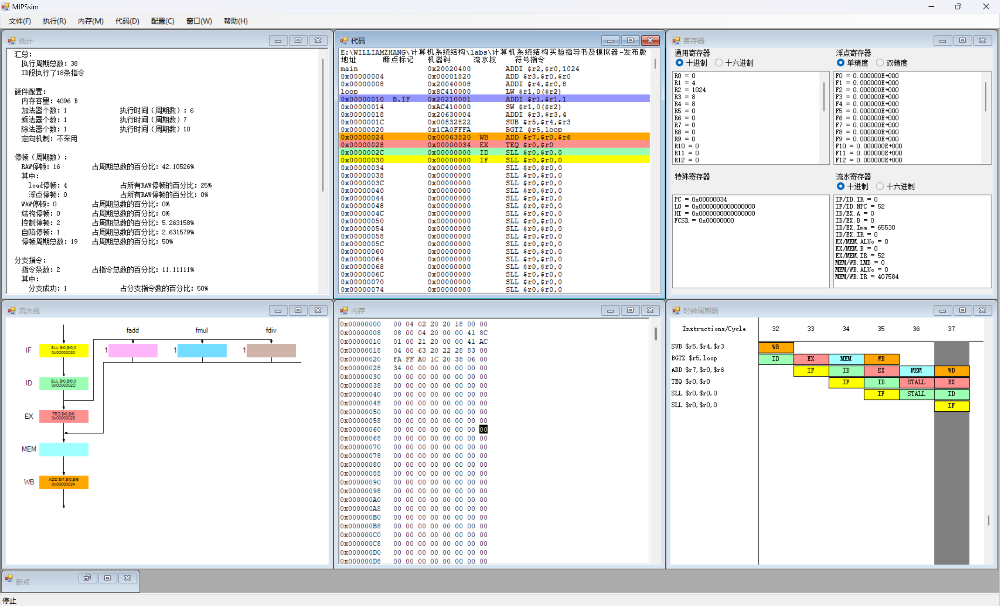 MIPSsim
文件(F) 执行(R) 内存(M) 代码(D) 配置(C) 窗口(W) 帮助(H)
统计
汇总:
执行周期总数: 38
ID段执行了18条指令
硬件配置:
内存容量: 4096 B
加法器个数: 1 执行时间（周期数）: 6
乘法器个数: 1 执行时间（周期数）7
除法器个数: 1 执行时间（周期数）10
定向机制: 不采用
停顿（周期数）:
RAW停顿: 16 占周期总数的百分比: 42.10526%
其中:
load停顿: 4 占所有RAW停顿的百分比: 25%
浮点停顿: 0 占所有RAW停顿的百分比: 0%
WAW停顿: 0 占周期总数的百分比: 0%
结构停顿: 0 占周期总数的百分比: 0%
控制停顿: 2 占周期总数的百分比: 5.263158%
自陷停顿: 1 占周期总数的百分比: 2.631579%
停顿周期总数: 19 占周期总数的百分比: 50%
分支指令:
指令条数: 2 占指令总数的百分比: 11.11111%
其中:
分支成功: 1 占分支指令数的百分比: 50%
代码
E:\WILLIAMZHANG\计算机系统结构\labs\计算机系统结构实验指导书及模拟器-发布版
地址 断点标记 机器码 流水段 符号指令
main 0x20020400 ADDI $r2,$r0,1024
0x00000004 0x00001820 ADD $r3,$r0,$r0
0x00000008 0x20040008 ADDI $r4,$r0,8
loop 0x8C410000 LW $r1,0($r2)
0x00000010 B.IF 0x20210001 ADDI $r1,$r1,1
0x00000014 0xAC410000 SW $r1,0($r2)
0x00000018 0x20630004 ADDI $r3,$r3,4
0x0000001C 0x00832822 SUB $r5,$r4,$r3
0x00000020 0x1CA0FFFA BGTZ $r5,loop
0x00000024 0x00063820 WB ADD $r7,$r0,$r6
0x00000028 0x00000034 EX TEQ $r0,$r0
0x0000002C 0x00000000 ID SLL $r0,$r0,0
0x00000030 0x00000000 IF SLL $r0,$r0,0
0x00000034 0x00000000 SLL $r0,$r0,0
0x00000038 0x00000000 SLL $r0,$r0,0
0x0000003C 0x00000000 SLL $r0,$r0,0
0x00000040 0x00000000 SLL $r0,$r0,0
0x00000044 0x00000000 SLL $r0,$r0,0
0x00000048 0x00000000 SLL $r0,$r0,0
0x0000004C 0x00000000 SLL $r0,$r0,0
0x00000050 0x00000000 SLL $r0,$r0,0
0x00000054 0x00000000 SLL $r0,$r0,0
0x00000058 0x00000000 SLL $r0,$r0,0
0x0000005C 0x00000000 SLL $r0,$r0,0
0x00000060 0x00000000 SLL $r0,$r0,0
0x00000064 0x00000000 SLL $r0,$r0,0
0x00000068 0x00000000 SLL $r0,$r0,0
0x0000006C 0x00000000 SLL $r0,$r0,0
0x00000070 0x00000000 SLL $r0,$r0,0
0x00000074 0x00000000 SLL $r0,$r0,0
寄存器
通用寄存器
十进制 十六进制
R0 = 0
R1 = 4
R2 = 1024
R3 = 8
R4 = 8
R5 = 0
R6 = 0
R7 = 0
R8 = 0
R9 = 0
R10 = 0
R11 = 0
R12 = 0
浮点寄存器
单精度 双精度
F0 = 0.000000E+000
F1 = 0.000000E+000
F2 = 0.000000E+000
F3 = 0.000000E+000
F4 = 0.000000E+000
F5 = 0.000000E+000
F6 = 0.000000E+000
F7 = 0.000000E+000
F8 = 0.000000E+000
F9 = 0.000000E+000
F10 = 0.000000E+000
F11 = 0.000000E+000
F12 = 0.000000E+000
特殊寄存器
PC = 0x00000034
LO = 0x0000000000000000
HI = 0x0000000000000000
FCSR = 0x00000000
流水寄存器
十进制 十六进制
IF/ID.IR = 0
IF/ID.NPC = 52
ID/EX.A = 0
ID/EX.B = 0
ID/EX.Imm = 65530
ID/EX.IR = 0
EX/MEM.ALUo = 0
EX/MEM.B = 0
EX/MEM.IR = 52
MEM/WB.LMD = 0
MEM/WB.ALUo = 0
MEM/WB.IR = 407584
流水线
fadd fmul fdiv
IF SLL $r0,$r0,0
0x00000030
1 1 1
ID SLL $r0,$r0,0
0x0000002C
EX TEQ $r0,$r0
0x00000028
MEM
WB ADD $r7,$r0,$r6
0x00000024
内存
0x00000000 00 04 02 20 20 18 00 00
0x00000008 08 00 04 20 00 00 41 8C
0x00000010 01 00 21 20 00 00 41 AC
0x00000018 04 00 63 20 22 28 83 00
0x00000020 FA FF A0 1C 20 38 06 00
0x00000028 34 00 00 00 00 00 00 00
0x00000030 00 00 00 00 00 00 00 00
0x00000038 00 00 00 00 00 00 00 00
0x00000040 00 00 00 00 00 00 00 00
0x00000048 00 00 00 00 00 00 00 00
0x00000050 00 00 00 00 00 00 00 00
0x00000058 00 00 00 00 00 00 00 00
0x00000060 00 00 00 00 00 00 00 00
0x00000068 00 00 00 00 00 00 00 00
0x00000070 00 00 00 00 00 00 00 00
0x00000078 00 00 00 00 00 00 00 00
0x00000080 00 00 00 00 00 00 00 00
0x00000088 00 00 00 00 00 00 00 00
0x00000090 00 00 00 00 00 00 00 00
0x00000098 00 00 00 00 00 00 00 00
0x000000A0 00 00 00 00 00 00 00 00
0x000000A8 00 00 00 00 00 00 00 00
0x000000B0 00 00 00 00 00 00 00 00
0x000000B8 00 00 00 00 00 00 00 00
0x000000C0 00 00 00 00 00 00 00 00
0x000000C8 00 00 00 00 00 00 00 00
0x000000D0 00 00 00 00 00 00 00 00
0x000000D8 00 00 00 00 00 00 00 00
时钟周期图
Instructions/Cycle 32 33 34 35 36 37
SUB $r5,$r4,$r3 WB
BGTZ $r5,loop ID EX MEM WB
ADD $r7,$r0,$r6 IF ID EX MEM WB
TEQ $r0,$r0 IF ID STALL EX
SLL $r0,$r0,0 IF STALL ID
SLL $r0,$r0,0 IF
断点
停止